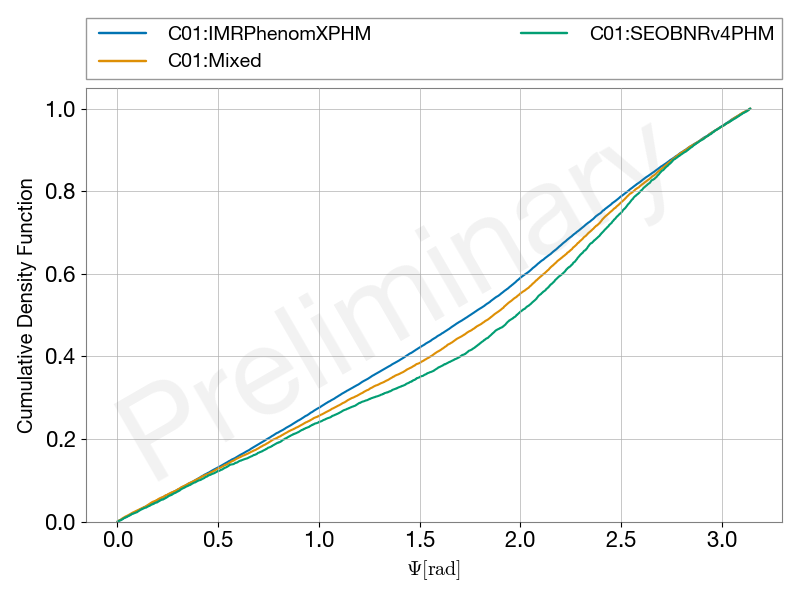 C01:IMRPhenomXPHM
C01:Mixed
C01:SEOBNRv4PHM
Preliminary
Cumulative Density Function
1.0
0.8
0.6
0.4
0.2
0.0
0.0 0.5 1.0 1.5 2.0 2.5 3.0
Ψ[rad]